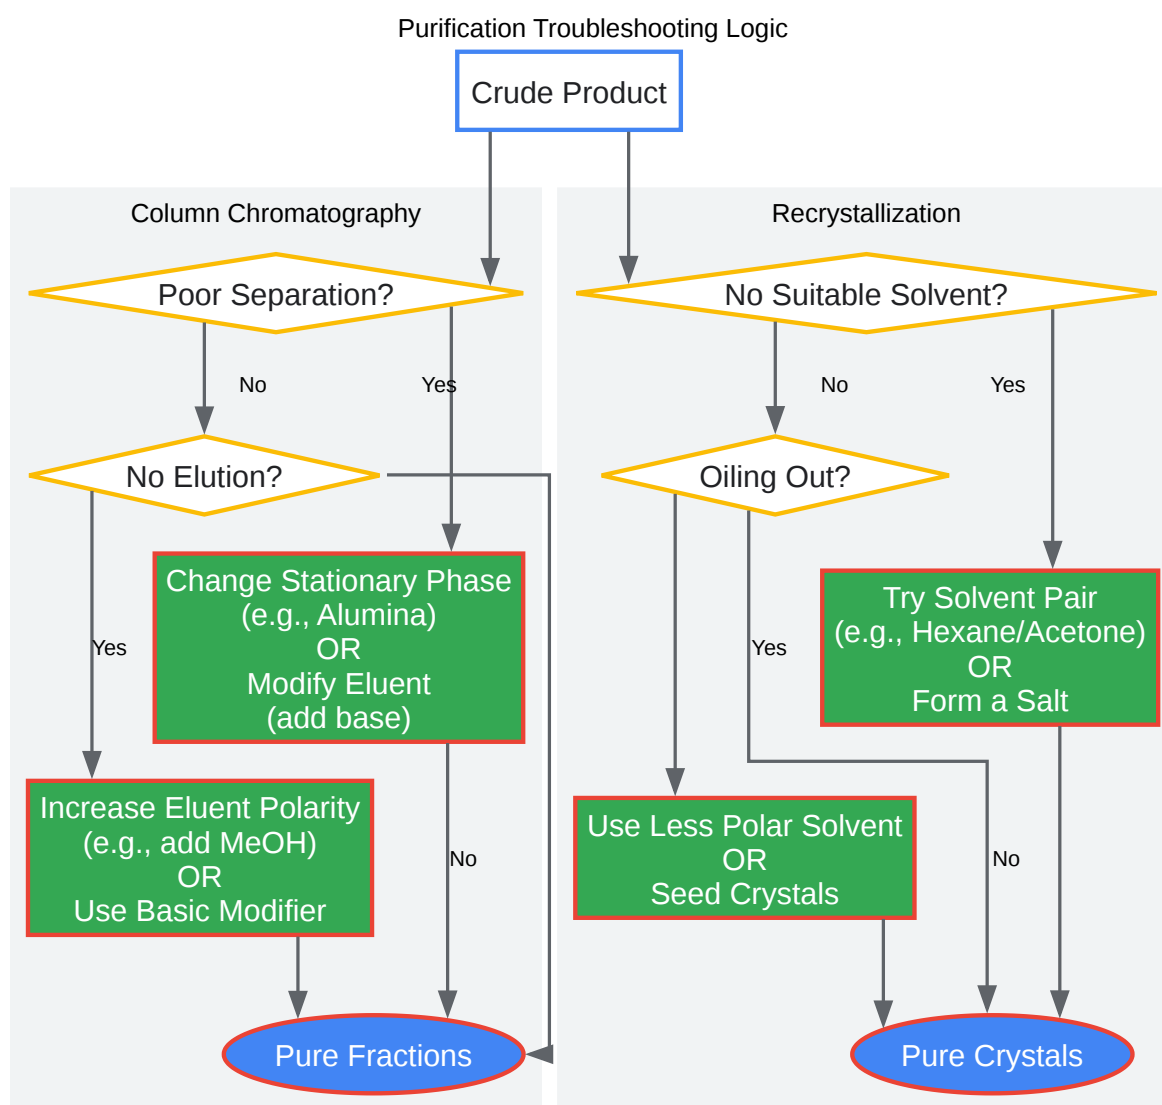 Purification Troubleshooting Logic
Crude Product
Column Chromatography
Poor Separation?
No
Yes
No Elution?
Change Stationary Phase
(e.g., Alumina)
OR
Modify Eluent
(add base)
Yes
Increase Eluent Polarity
(e.g., add MeOH)
OR
Use Basic Modifier
No
Pure Fractions
Recrystallization
No Suitable Solvent?
No
Yes
Oiling Out?
Try Solvent Pair
(e.g., Hexane/Acetone)
OR
Form a Salt
Yes
Use Less Polar Solvent
OR
Seed Crystals
No
Pure Crystals